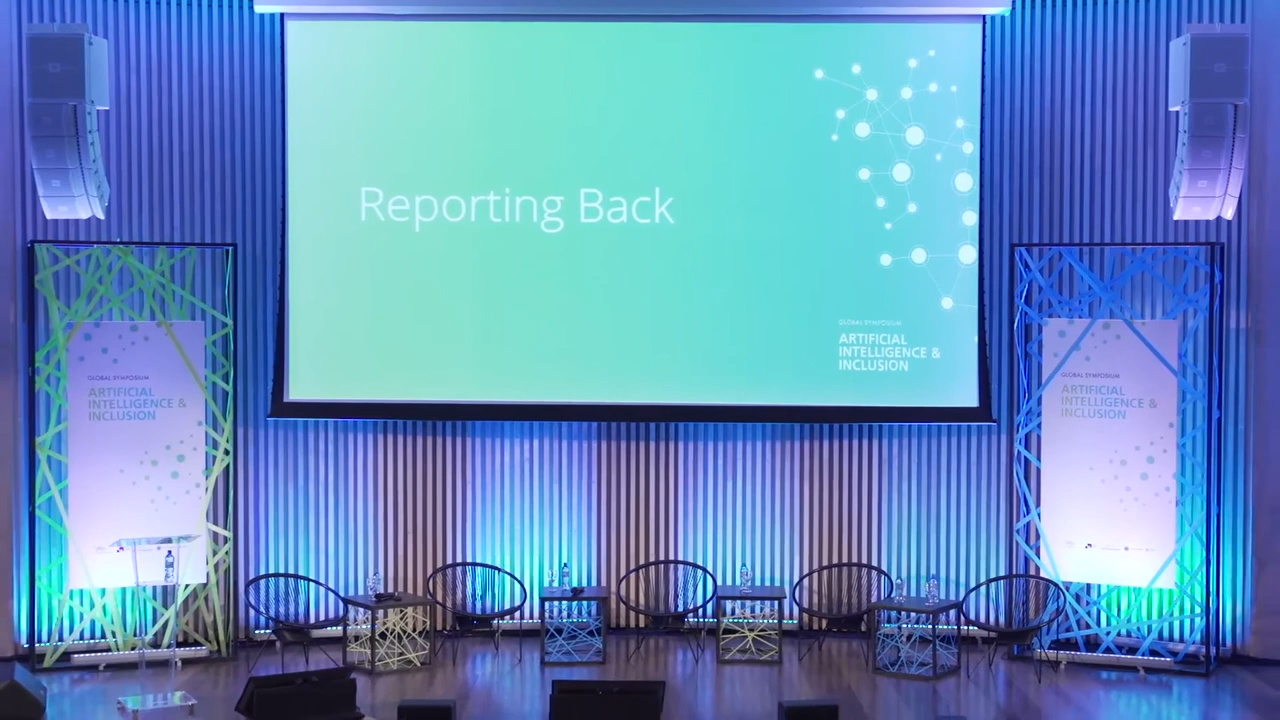 Reporting Back
GLOBAL SYMPOSIUM
ARTIFICIAL
INTELLIGENCE &
INCLUSION
GLOBAL SYMPOSIUM
ARTIFICIAL
INTELLIGENCE &
INCLUSION
GLOBAL SYMPOSIUM
ARTIFICIAL
INTELLIGENCE &
INCLUSION